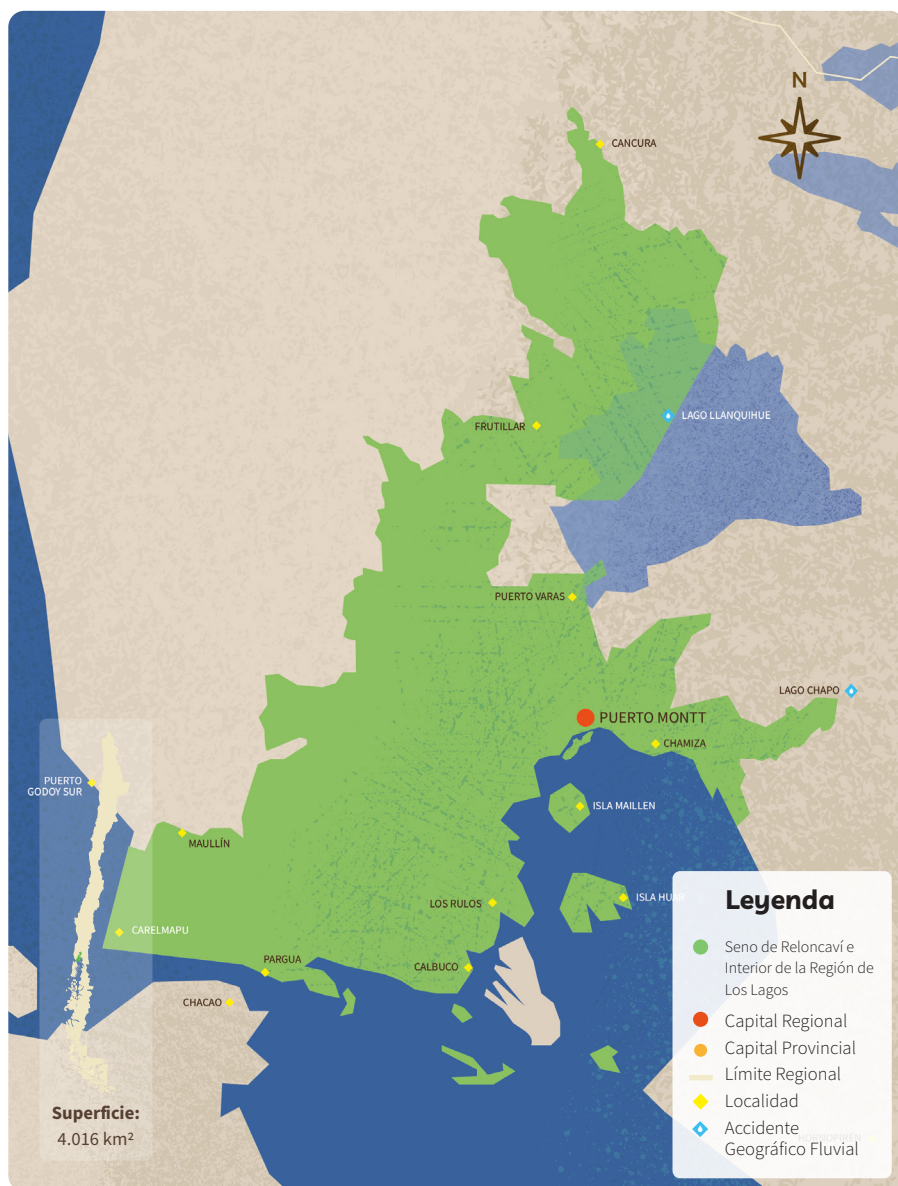 N
CANCURA
LAGO LLANQUIHUE
FRUTILLAR
PUERTO VARAS
LAGO CHAPO
PUERTO MONTT
CHAMIZA
PUERTO
GODOY SUR
ISLA MAILLEN
MAULLÍN
ISLA HUAR
LOS RULOS
CARELMAPU
PARGUA
CALBUCO
CHACAO
Superficie:
4.016 km²
Leyenda
Seno de Reloncaví e
Interior de la Región de
Los Lagos
Capital Regional
Capital Provincial
Límite Regional
Localidad
Accidente
Geográfico Fluvial
HORNOPIRÉN